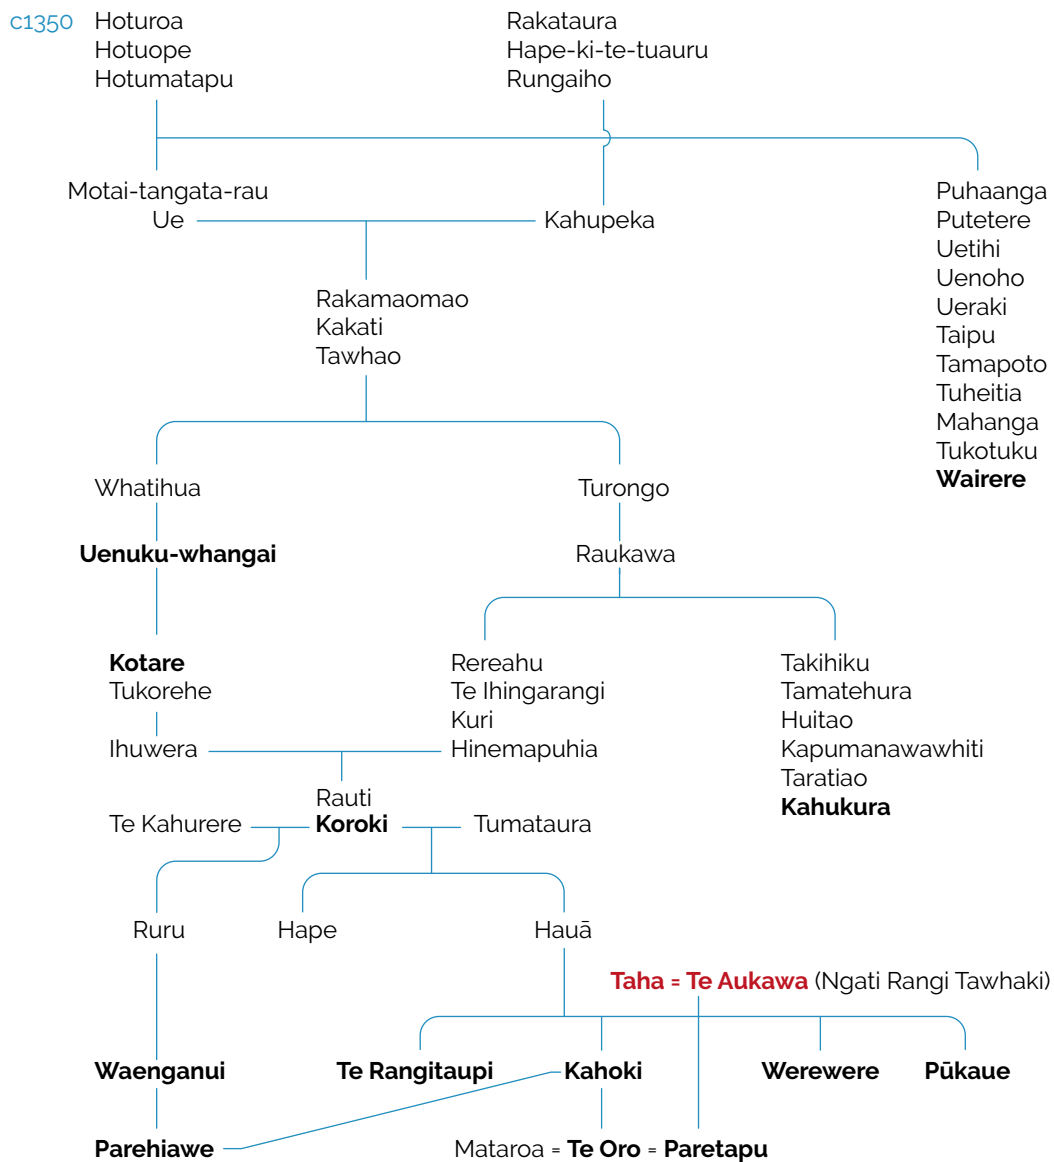 c1350 Hoturoa
Hotuope
Hotumatapu
Rakataura
Hape-ki-te-tuauru
Rungaiho
Motai-tangata-rau
Ue
Kahupeka
Puhaanga
Putetere
Uetihi
Uenoho
Ueraki
Taipu
Tamapoto
Tuheitia
Mahanga
Tukotuku
Wairere
Rakamaomao
Kakati
Tawhao
Whatihua
Turongo
Uenuku-whangai
Raukawa
Kotare
Tukorehe
Ihuwera
Rereahu
Te Ihingarangi
Kuri
Hinemapuhia
Takihiku
Tamatehura
Huitao
Kapumanawawhiti
Taratiao
Kahukura
Rauti
Te Kahurere
Koroki
Tumataura
Ruru
Hape
Hauā
Taha = Te Aukawa (Ngati Rangi Tawhaki)
Waenganui
Te Rangitaupi
Kahoki
Werewere
Pūkaue
Parehiawe
Mataroa = Te Oro = Paretapu